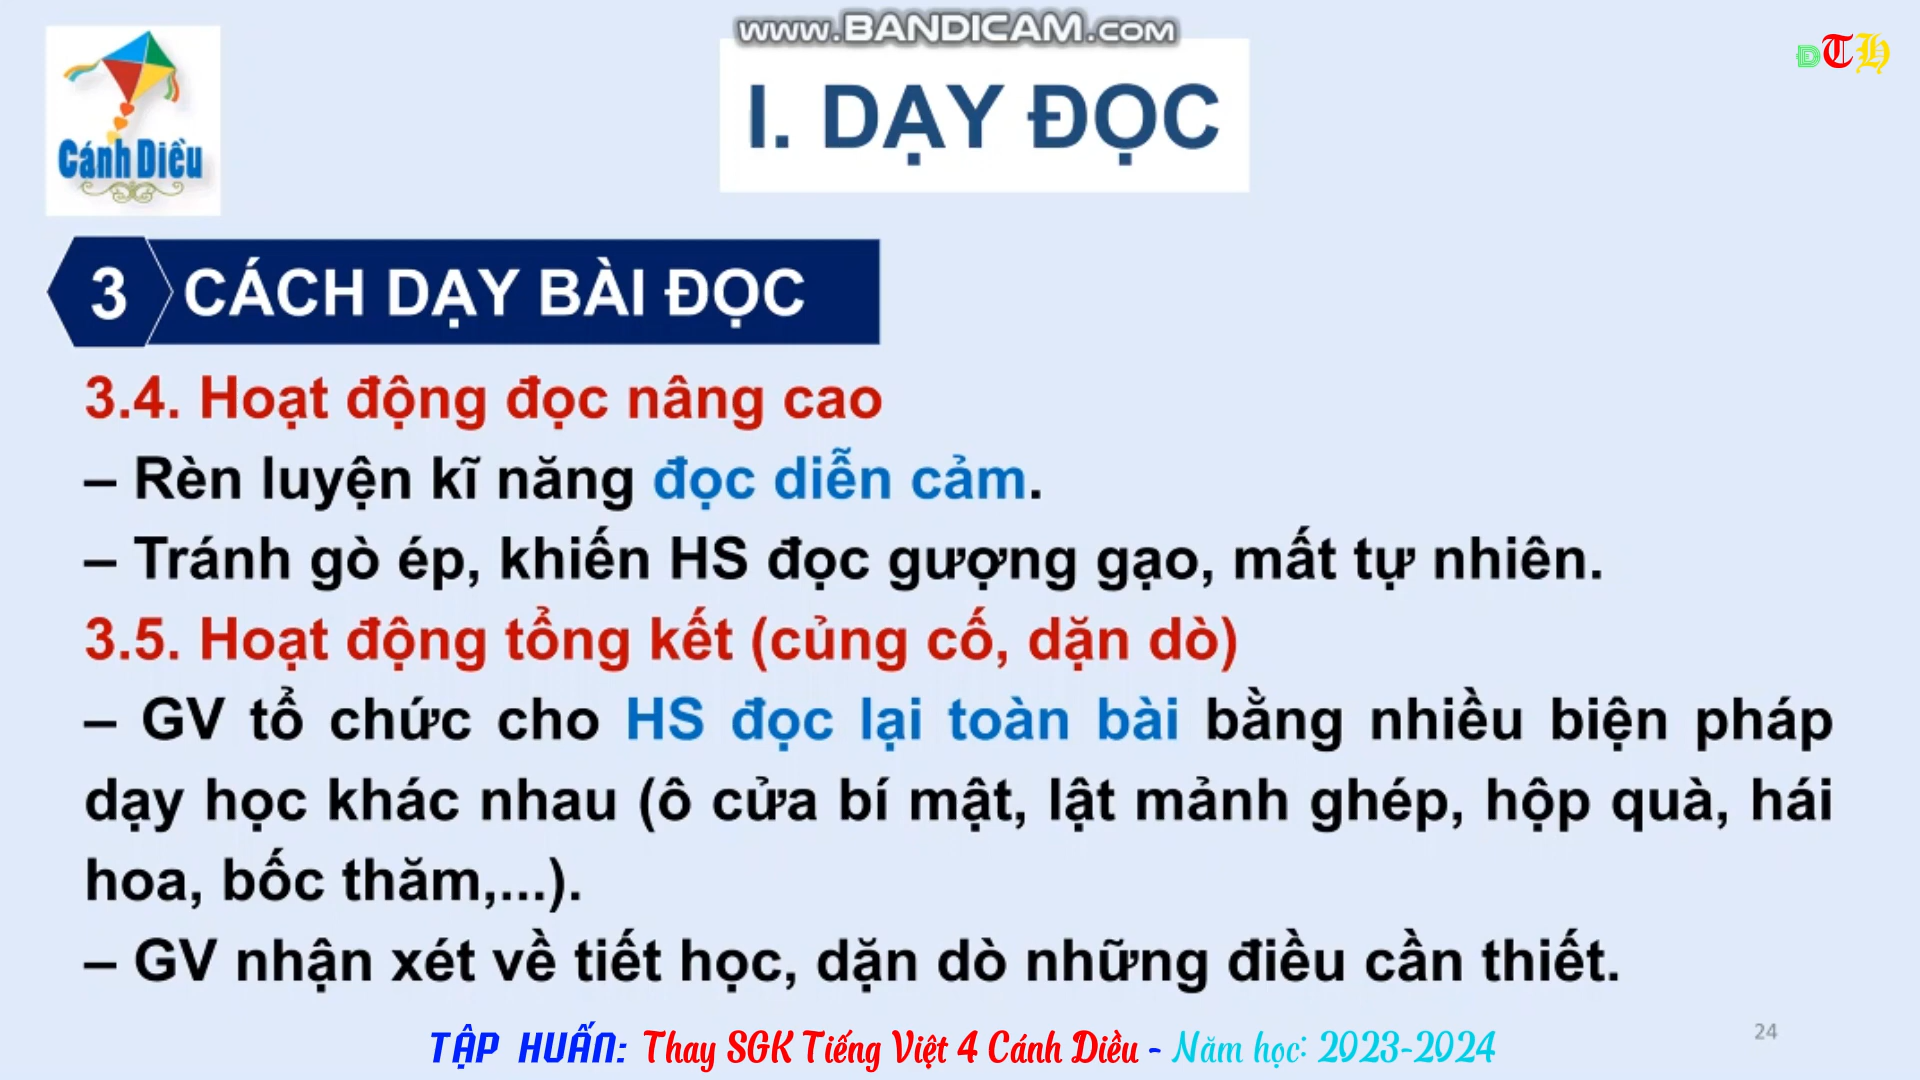 www.BANDICAM.com
Cánh Diều
ĐTH
I. DẠY ĐỌC
3 CÁCH DẠY BÀI ĐỌC
3.4. Hoạt động đọc nâng cao
– Rèn luyện kĩ năng đọc diễn cảm.
– Tránh gò ép, khiến HS đọc gượng gạo, mất tự nhiên.
3.5. Hoạt động tổng kết (củng cố, dặn dò)
– GV tổ chức cho HS đọc lại toàn bài bằng nhiều biện pháp
dạy học khác nhau (ô cửa bí mật, lật mảnh ghép, hộp quà, hái
hoa, bốc thăm,...).
– GV nhận xét về tiết học, dặn dò những điều cần thiết.
TẬP HUẤN: Thay SGK Tiếng Việt 4 Cánh Diều - Năm học: 2023-2024
24